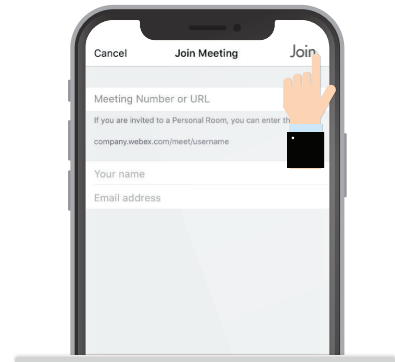 Cancel Join Meeting Join
Meeting Number or URL
If you are invited to a Personal Room, you can enter
company.webex.com/meet/username
Your name
Email address